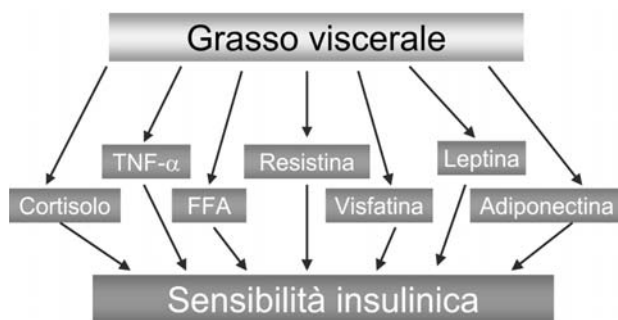 Grasso viscerale
TNF-α
Resistina
Leptina
Cortisolo
FFA
Visfatina
Adiponectina
Sensibilità insulinica